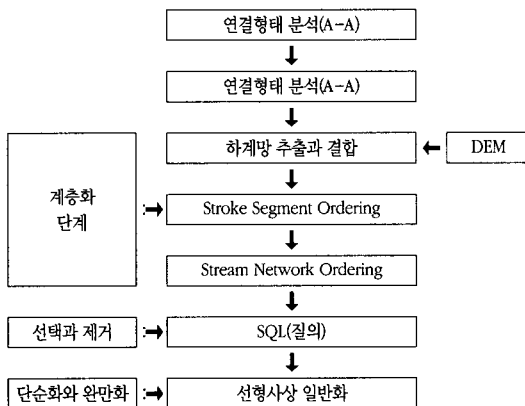 연결형태 분석(A-A)
연결형태 분석(A-A)
하계망 추출과 결합
DEM
계층화
단계
Stroke Segment Ordering
Stream Network Ordering
선택과 제거
SQL(질의)
단순화와 완만화
선형사상 일반화